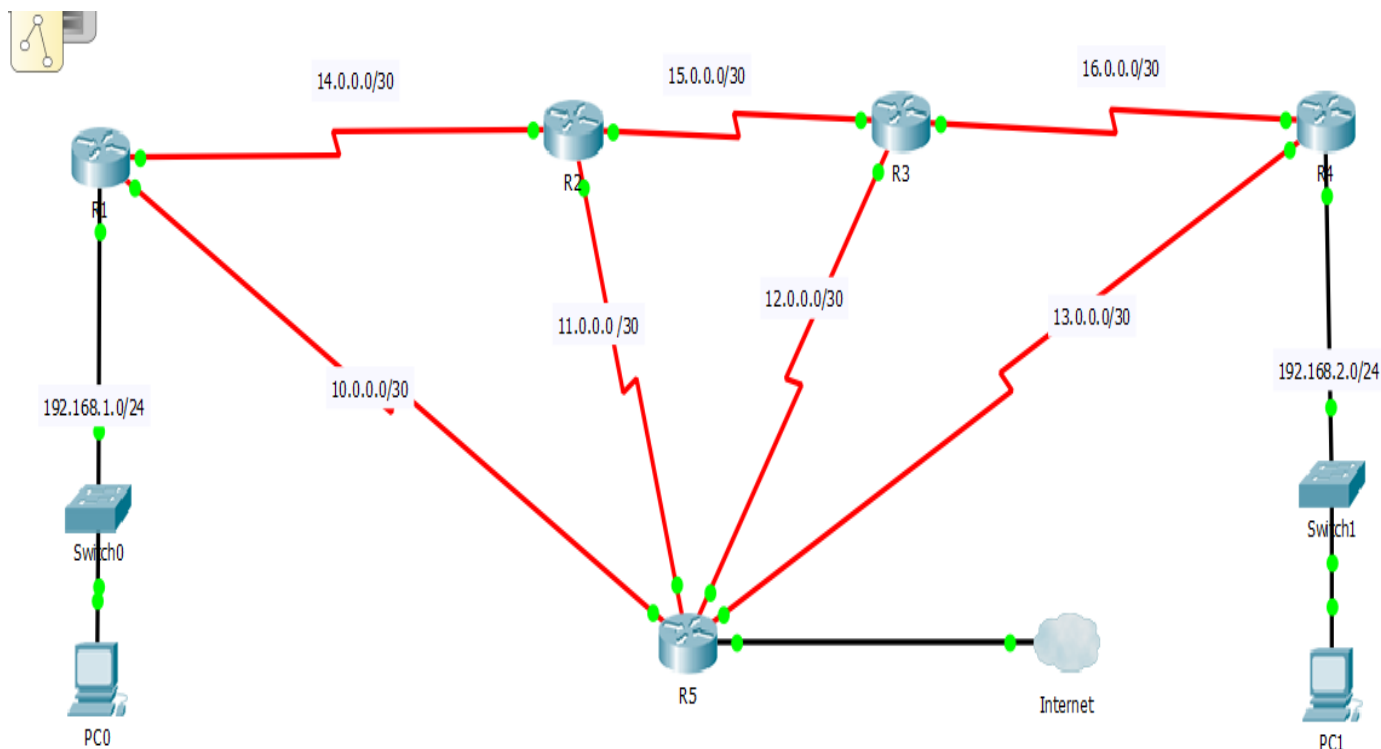 14.0.0.0/30
15.0.0.0/30
16.0.0.0/30
R1
R2
R3
R4
11.0.0.0 /30
12.0.0.0/30
13.0.0.0/30
10.0.0.0/30
192.168.1.0/24
192.168.2.0/24
Switch0
Switch1
R5
Internet
PC0
PC1